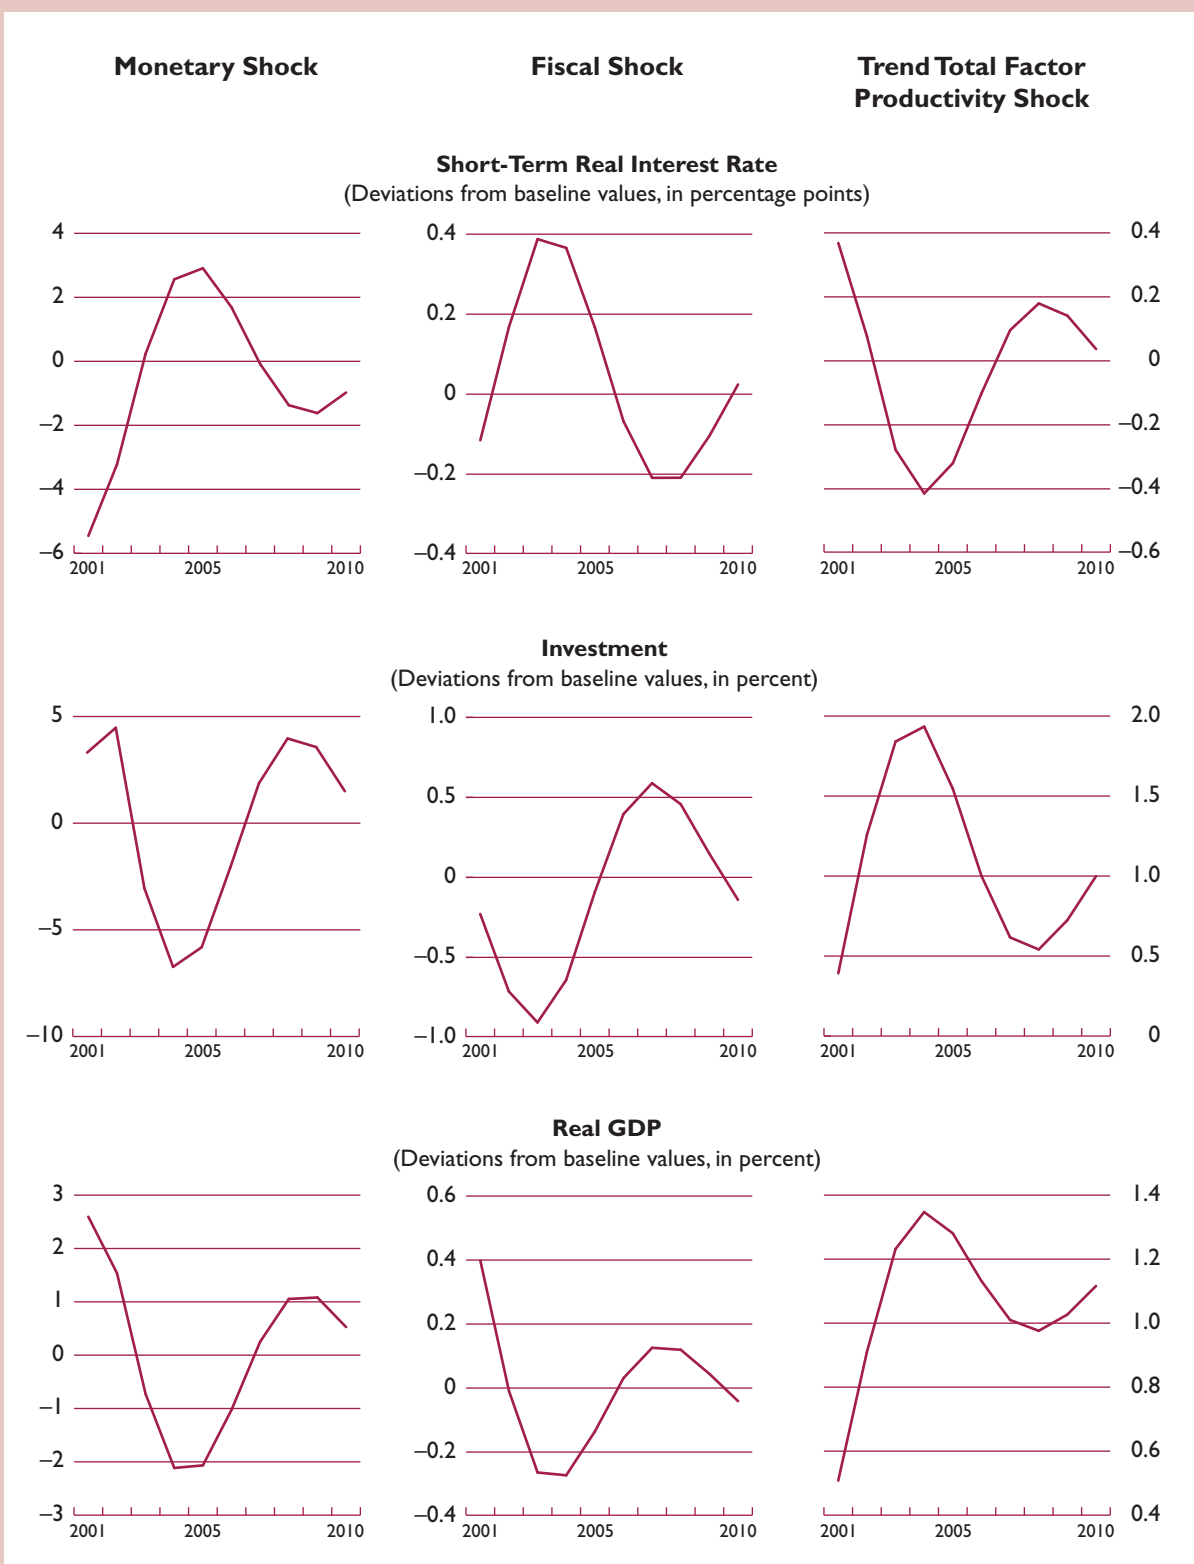 Monetary Shock
Fiscal Shock
Trend Total Factor
Productivity Shock
Short-Term Real Interest Rate
(Deviations from baseline values, in percentage points)
4
2
0
–2
–4
–6
2001 2005 2010
0.4
0.2
0
–0.2
–0.4
2001 2005 2010
0.4
0.2
0
–0.2
–0.4
–0.6
2001 2005 2010
Investment
(Deviations from baseline values, in percent)
5
0
–5
–10
2001 2005 2010
1.0
0.5
0
–0.5
–1.0
2001 2005 2010
2.0
1.5
1.0
0.5
0
2001 2005 2010
Real GDP
(Deviations from baseline values, in percent)
3
2
1
0
–1
–2
–3
2001 2005 2010
0.6
0.4
0.2
0
–0.2
–0.4
2001 2005 2010
1.4
1.2
1.0
0.8
0.6
0.4
2001 2005 2010